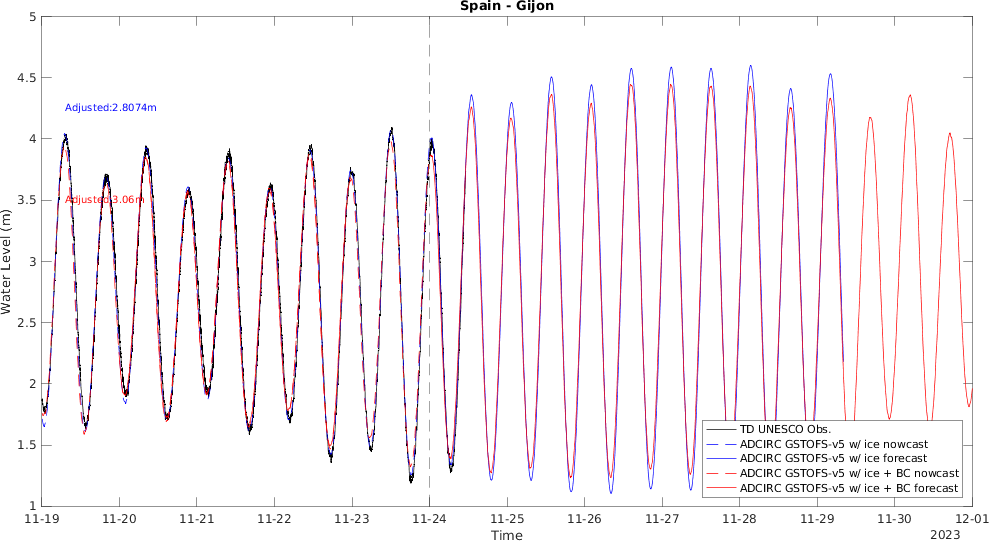 Spain - Gijon
5
4.5
Adjusted:2.8074m
4
3.5
Adjusted:3.06m
3
2.5
2
1.5
1
Water Level (m)
TD UNESCO Obs.
ADCIRC GSTOFS-v5 w/ ice nowcast
ADCIRC GSTOFS-v5 w/ ice forecast
ADCIRC GSTOFS-v5 w/ ice + BC nowcast
ADCIRC GSTOFS-v5 w/ ice + BC forecast
11-19 11-20 11-21 11-22 11-23 11-24 11-25 11-26 11-27 11-28 11-29 11-30 12-01
Time
2023